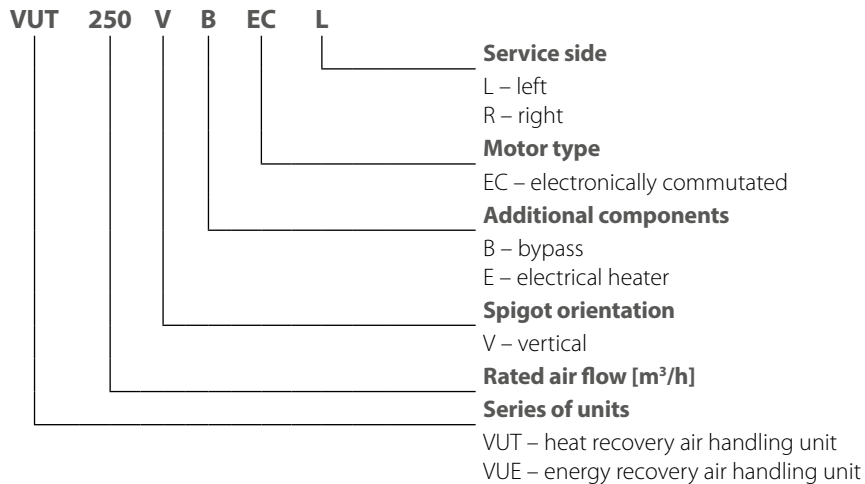 VUT 250 V B EC L
Service side
L – left
R – right
Motor type
EC – electronically commutated
Additional components
B – bypass
E – electrical heater
Spigot orientation
V – vertical
Rated air flow [m³/h]
Series of units
VUT – heat recovery air handling unit
VUE – energy recovery air handling unit